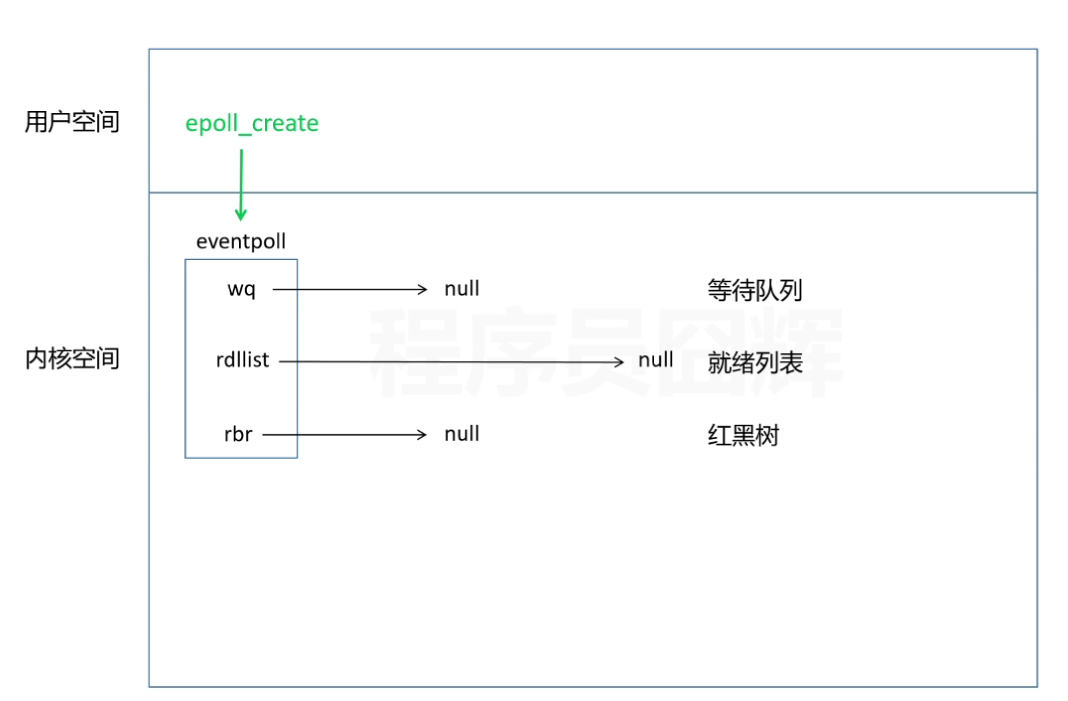 用户空间
epoll_create
eventpoll
wq
null
等待队列
内核空间
rdllist
null
就绪列表
rbr
null
红黑树
程序员囧辉